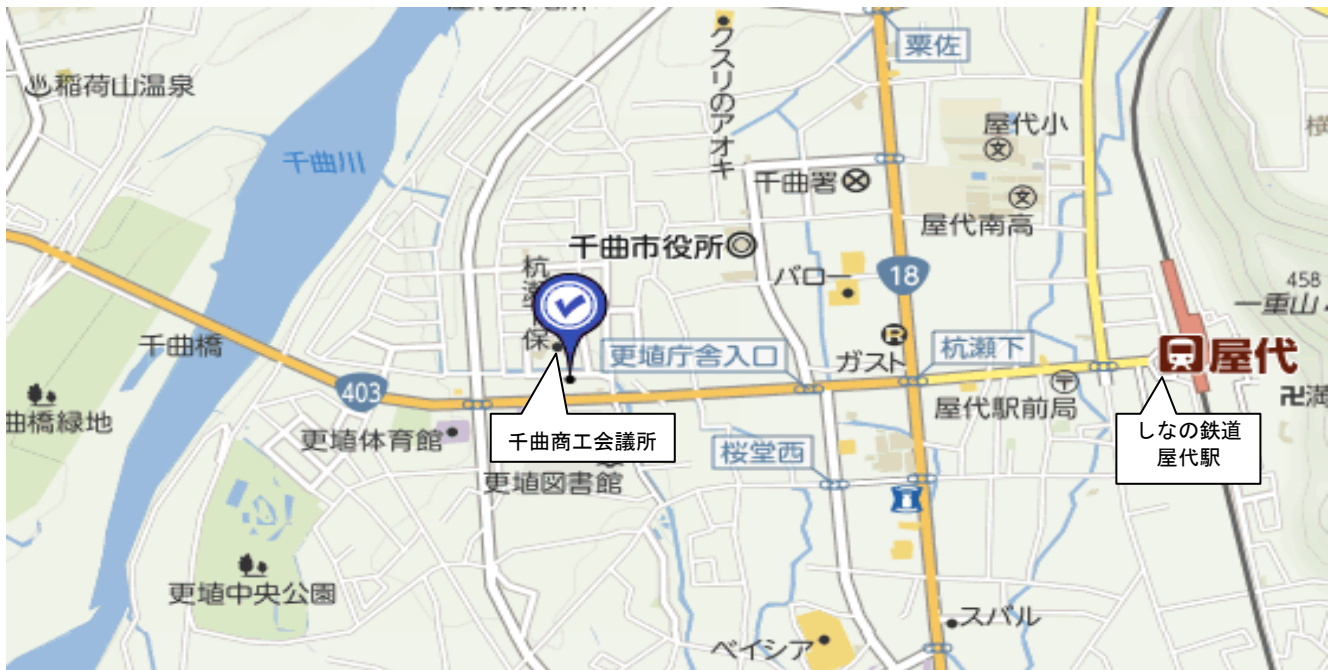 粟佐
稲荷山温泉
クスリのアオキ
屋代小
千曲川
千曲署
屋代南高
千曲市役所
18
バロー
458
一重山
千曲橋
更埴庁舎入口
ガスト
杭瀬下
屋代
403
屋代駅前局
曲橋緑地
更埴体育館
千曲商工会議所
しなの鉄道
屋代駅
桜堂西
更埴図書館
更埴中央公園
スバル
ベイシア